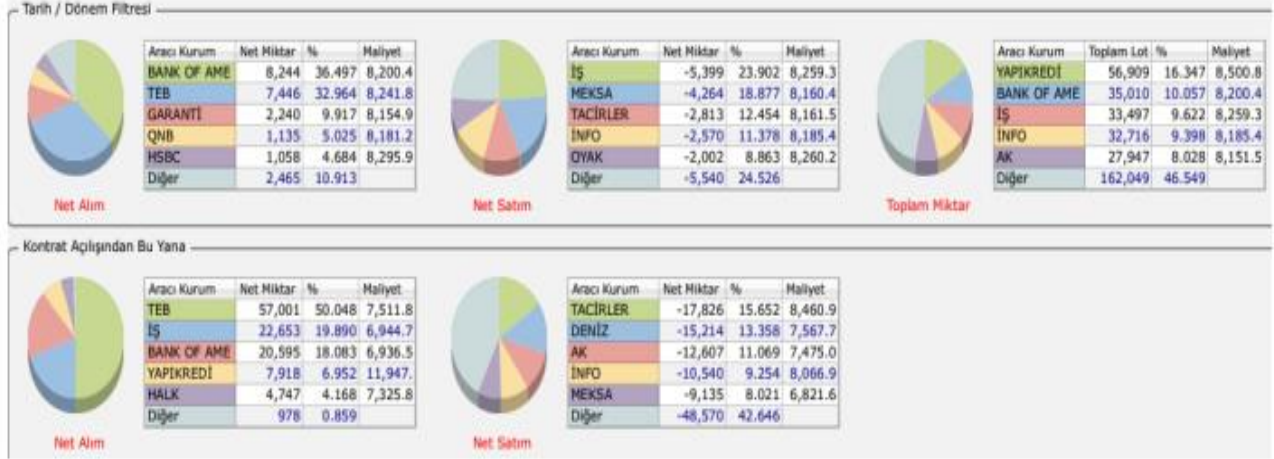 Tarih / Dönem Filtresi
Aracı Kurum Net Miktar % Maliyet
BANK OF AME 8,244 36.497 8,200.4
TEB 7,446 32.964 8,241.8
GARANTİ 2,240 9.917 8,154.9
QNB 1,135 5.025 8,181.2
HSBC 1,058 4.684 8,295.9
Diğer 2,465 10.913
Net Alım
Aracı Kurum Net Miktar % Maliyet
İŞ -5,399 23.902 8,259.3
MEKSA -4,264 18.877 8,160.4
TACİRLER -2,813 12.454 8,161.5
İNFO -2,570 11.378 8,185.4
OYAK -2,002 8.863 8,260.2
Diğer -5,540 24.526
Net Satım
Aracı Kurum Toplam Lot % Maliyet
YAPIKREDİ 56,909 16.347 8,500.8
BANK OF AME 35,010 10.057 8,200.4
İŞ 33,497 9.622 8,259.3
İNFO 32,716 9.398 8,185.4
AK 27,947 8.028 8,151.5
Diğer 162,049 46.549
Toplam Miktar
Kontrat Açılışından Bu Yana
Aracı Kurum Net Miktar % Maliyet
TEB 57,001 50.048 7,511.8
İŞ 22,653 19.890 6,944.7
BANK OF AME 20,595 18.083 6,936.5
YAPIKREDİ 7,918 6.952 11,947.
HALK 4,747 4.168 7,325.8
Diğer 978 0.859
Net Alım
Aracı Kurum Net Miktar % Maliyet
TACİRLER -17,826 15.652 8,460.9
DENİZ -15,214 13.358 7,567.7
AK -12,607 11.069 7,475.0
İNFO -10,540 9.254 8,066.9
MEKSA -9,135 8.021 6,821.6
Diğer -48,570 42.646
Net Satım